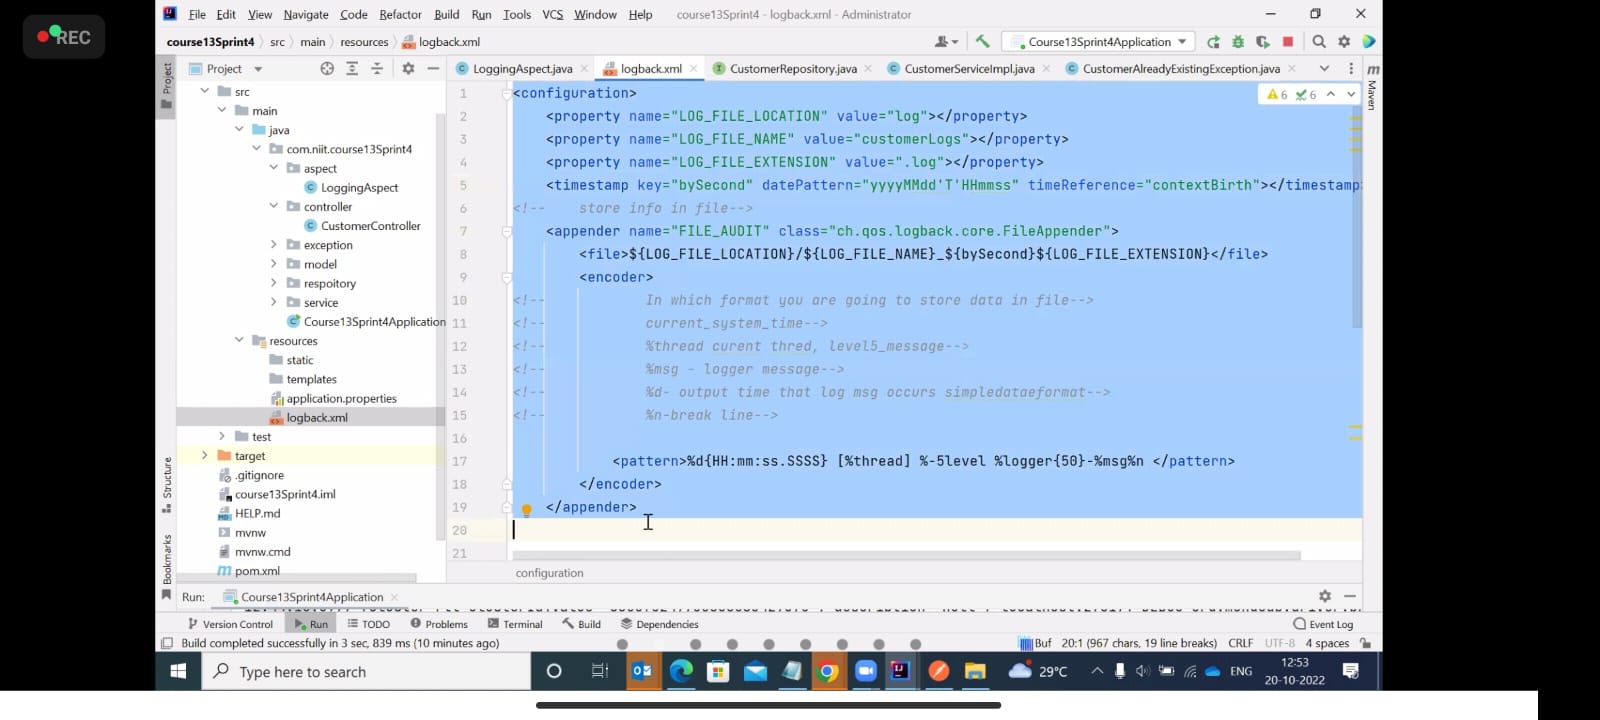 REC
File Edit View Navigate Code Refactor Build Run Tools VCS Window Help course13Sprint4 - logback.xml - Administrator
course13Sprint4 src main resources logback.xml Course13Sprint4Application
Project Project LoggingAspect.java logback.xml CustomerRepository.java CustomerServiceImpl.java CustomerAlreadyExistingException.java
Maven
src
main
java
com.niit.course13Sprint4
aspect
LoggingAspect
controller
CustomerController
exception
model
respoitory
service
Course13Sprint4Application
resources
static
templates
application.properties
logback.xml
test
target
.gitignore
course13Sprint4.iml
HELP.md
mvnw
mvnw.cmd
pom.xml
Structure
Bookmarks
6 6
1 <configuration>
2 <property name="LOG_FILE_LOCATION" value="log"></property>
3 <property name="LOG_FILE_NAME" value="customerLogs"></property>
4 <property name="LOG_FILE_EXTENSION" value=".log"></property>
5 <timestamp key="bySecond" datePattern="yyyyMMdd'T'HHmmss" timeReference="contextBirth"></timestamp
6 <!-- store info in file-->
7 <appender name="FILE_AUDIT" class="ch.qos.logback.core.FileAppender">
8 <file>${LOG_FILE_LOCATION}/${LOG_FILE_NAME}_${bySecond}${LOG_FILE_EXTENSION}</file>
9 <encoder>
10 <!-- In which format you are going to store data in file-->
11 <!-- current_system_time-->
12 <!-- %thread curent thred, level5_message-->
13 <!-- %msg - logger message-->
14 <!-- %d- output time that log msg occurs simpledataeformat-->
15 <!-- %n-break line-->
16
17 <pattern>%d{HH:mm:ss.SSSS} [%thread] %-5level %logger{50}-%msg%n </pattern>
18 </encoder>
19 </appender>
20
21
configuration
Run: Course13Sprint4Application
Version Control Run TODO Problems Terminal Build Dependencies Event Log
Build completed successfully in 3 sec, 839 ms (10 minutes ago) Buf 20:1 (967 chars, 19 line breaks) CRLF UTF-8 4 spaces
Type here to search 29°C ENG 12:53
20-10-2022